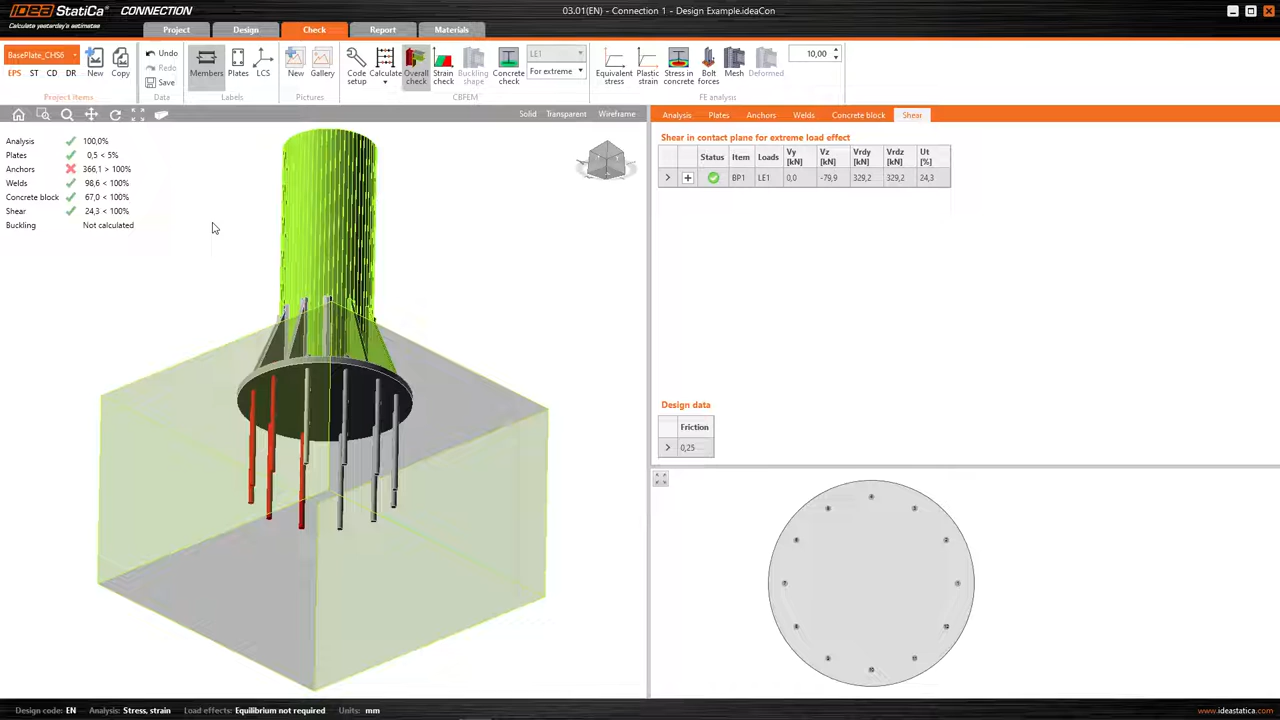 IDEA StatiCa® CONNECTION
Calculate yesterday's estimates
03.01(EN) - Connection 1 - Design Example.ideaCon
Project Design Check Report Materials
BasePlate_CHS6
EPS ST CD DR
New Copy
Project items
Undo
Redo
Save
Data
Members Plates LCS
Labels
New Gallery
Pictures
Code setup
Calculate
Overall check
Strain check
Buckling shape
Concrete check
LE1
For extreme
CBFEM
Equivalent stress
Plastic strain
Stress in concrete
Bolt forces
Mesh
Deformed
10,00
FE analysis
Solid Transparent Wireframe
Analysis 100,0%
Plates 0,5 < 5%
Anchors 366,1 > 100%
Welds 98,6 < 100%
Concrete block 67,0 < 100%
Shear 24,3 < 100%
Buckling Not calculated
Analysis Plates Anchors Welds Concrete block Shear
Shear in contact plane for extreme load effect
Status Item Loads Vy [kN] Vz [kN] Vrdy [kN] Vrdz [kN] Ut [%]
BP1 LE1 0,0 -79,9 329,2 329,2 24,3
Design data
Friction
0,25
Design code: EN Analysis: Stress, strain Load effects: Equilibrium not required Units: mm
www.ideastatica.com